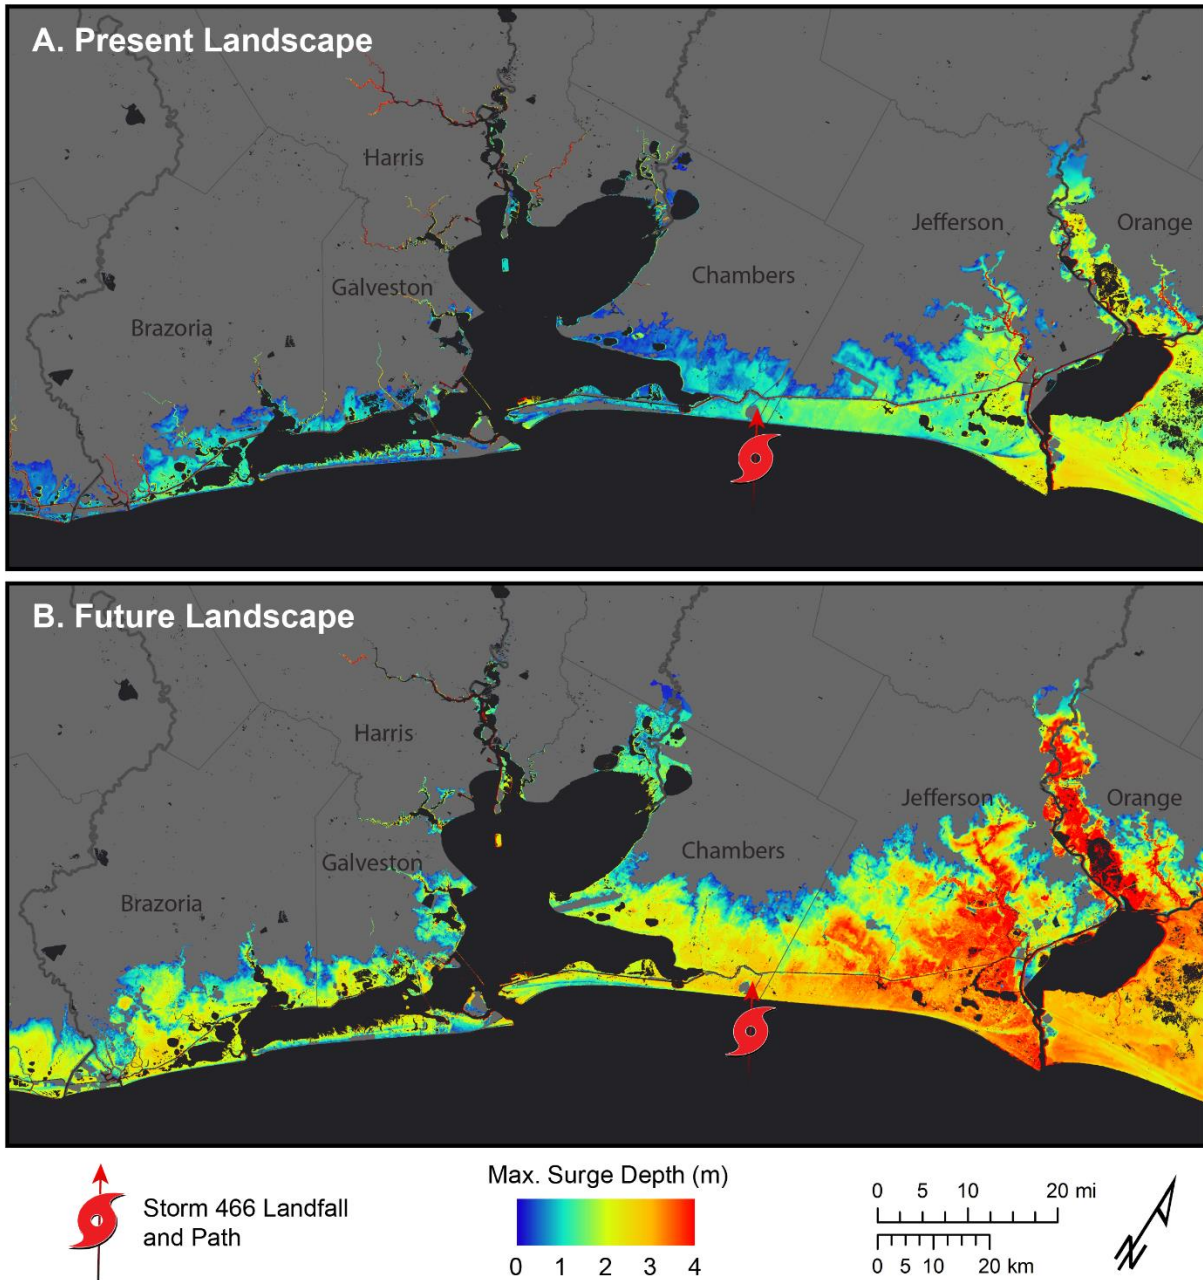 A. Present Landscape
Harris
Jefferson
Orange
Galveston
Chambers
Brazoria
B. Future Landscape
Harris
Jefferson
Orange
Galveston
Chambers
Brazoria
Storm 466 Landfall
and Path
Max. Surge Depth (m)
0 1 2 3 4
0 5 10 20 mi
0 5 10 20 km
N